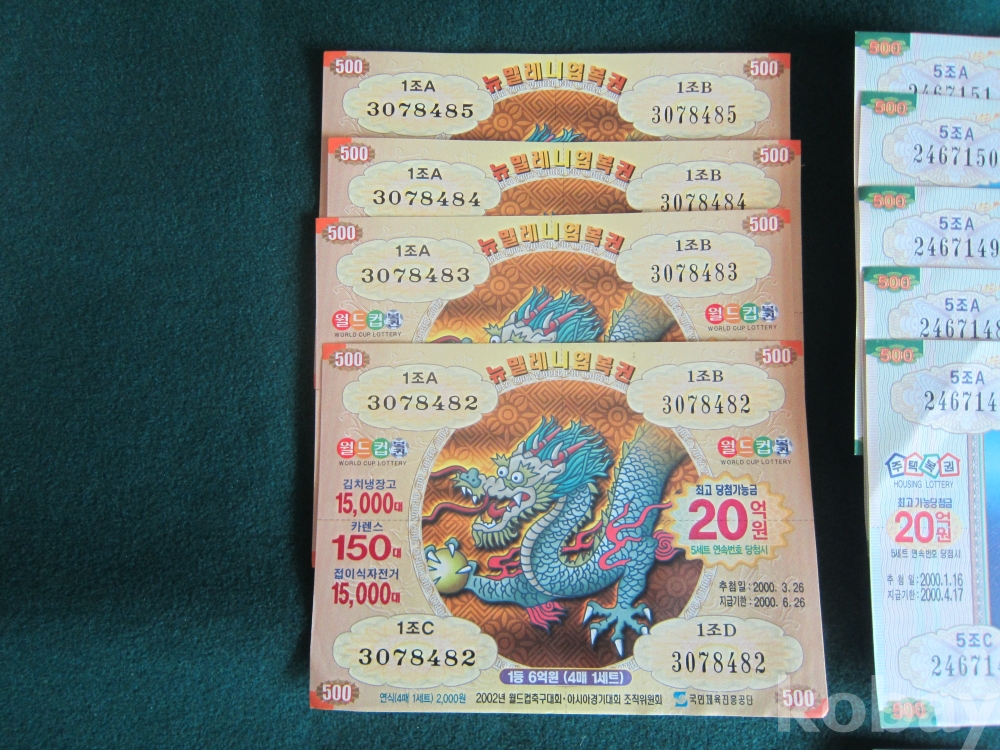 500 뉴밀레니엄복권 500
1조A 1조B
3078485 3078485
500 뉴밀레니엄복권 500
1조A 1조B
3078484 3078484
500 뉴밀레니엄복권 500
1조A 1조B
3078483 3078483
월드컵복권 월드컵복권
WORLD CUP LOTTERY WORLD CUP LOTTERY
500 뉴밀레니엄복권 500
1조A 1조B
3078482 3078482
월드컵복권 월드컵복권
WORLD CUP LOTTERY WORLD CUP LOTTERY
김치냉장고
15,000대
카렌스
150대
접이식자전거
15,000대
최고 당첨가능금
20억원
5세트 연속번호 당첨시
추첨일: 2000. 3. 26
지급기한: 2000. 6. 26
1조C 1조D
3078482 3078482
1등 6억원 (4매 1세트)
500 연식(4매 1세트) 2,000원 2002년 월드컵축구대회·아시아경기대회 조직위원회 국민체육진흥공단 500
500
5조A
2467151
500
5조A
2467150
500
5조A
2467149
500
5조A
500
5조A
주택복권
HOUSING LOTTERY
최고 가능당첨금
20억원
5세트 연속번호 당첨시
추첨일: 2000.1.16
지급기한: 2000.4.17
5조C
500
kobay